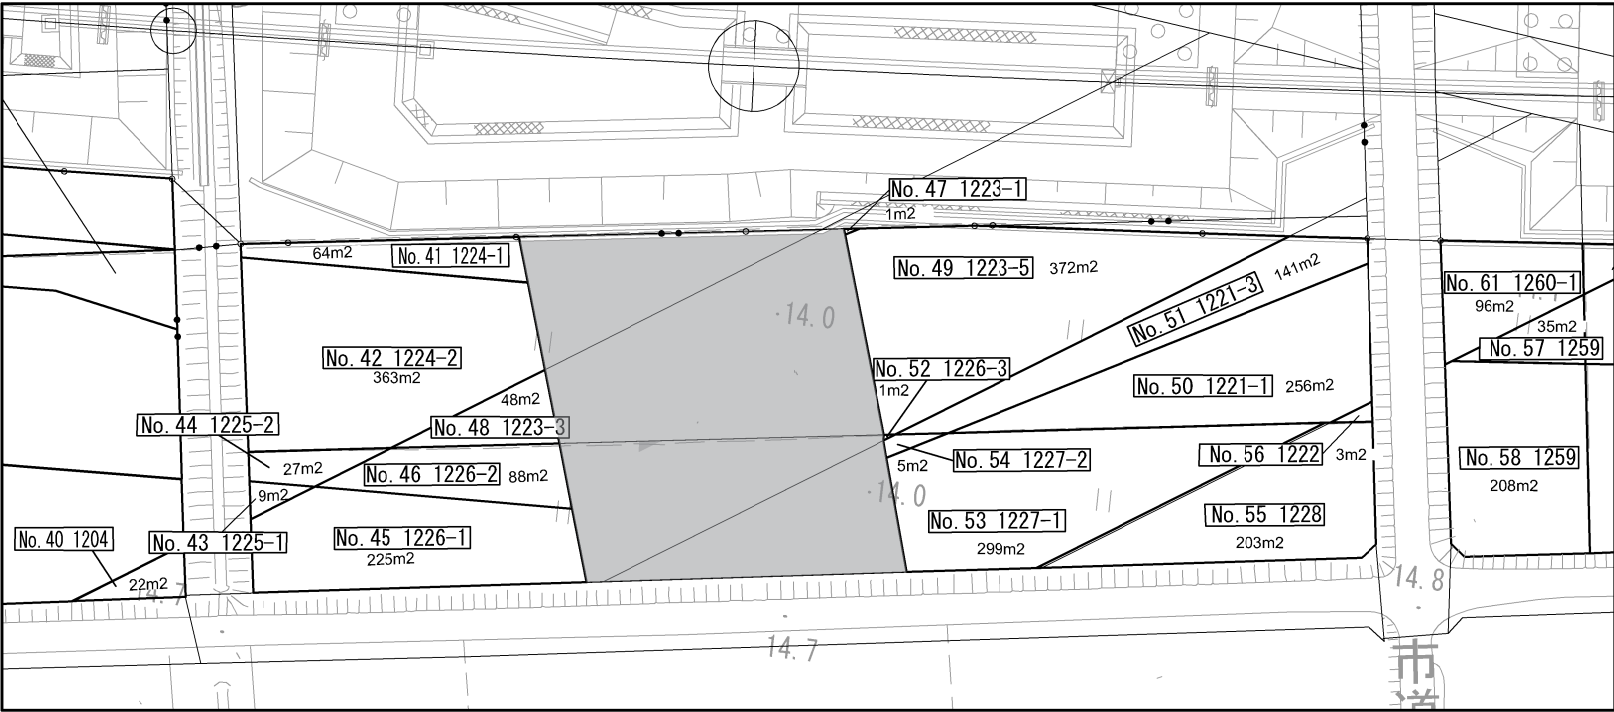 No. 47 1223-1
1m2
64m2
No. 41 1224-1
No. 49 1223-5
372m2
141m2
No. 51 1221-3
No. 61 1260-1
96m2
35m2
No. 57 1259
·14.0
No. 42 1224-2
363m2
No. 52 1226-3
1m2
No. 50 1221-1
256m2
48m2
No. 44 1225-2
No. 48 1223-3
27m2
No. 46 1226-2
88m2
5m2
No. 54 1227-2
No. 56 1222
3m2
No. 58 1259
208m2
9m2
·14.0
No. 40 1204
No. 43 1225-1
No. 45 1226-1
225m2
No. 53 1227-1
299m2
No. 55 1228
203m2
22m2
14.8
14.7
市道